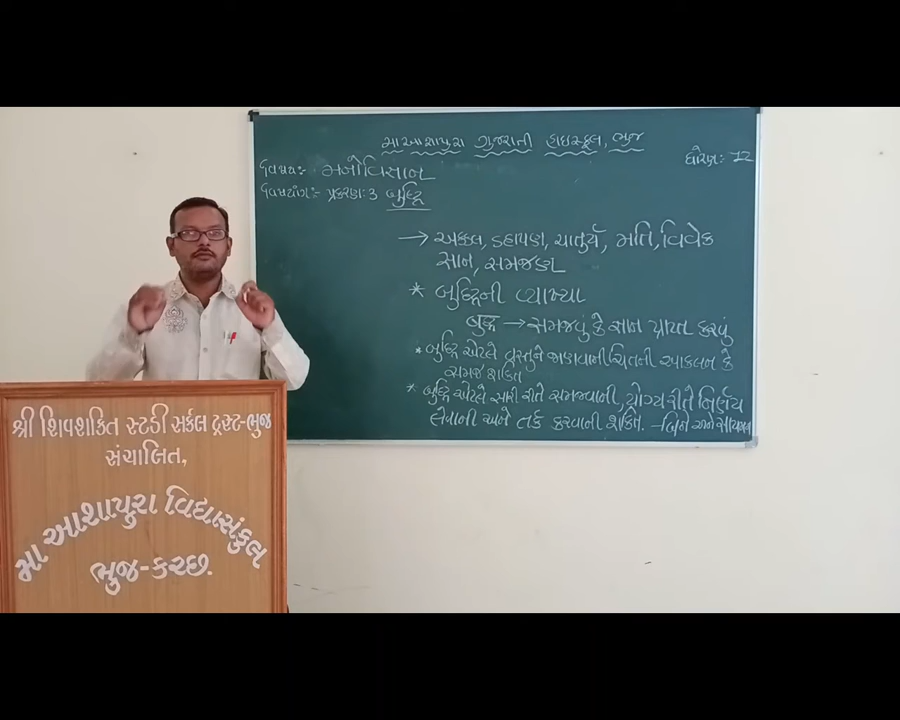 મા આશાપુરા ગુજરાતી હાઇસ્કૂલ, ભુજ
ધોરણ:- 12
વિષય:- મનોવિજ્ઞાન
વિષયાંગ:- પ્રકરણ:3 બુદ્ધિ
→ અક્કલ, ડહાપણ, ચાતુર્ય, મતિ, વિવેક
જ્ઞાન, સમજણ
* બુદ્ધિની વ્યાખ્યા
બુદ્ધ → સમજવું કે જ્ઞાન પ્રાપ્ત કરવું
* બુદ્ધિ એટલે વસ્તુને જાણવાની ચિતની આકલન કે
સમજ શક્તિ
* બુદ્ધિ એટલે સારી રીતે સમજવાની, યોગ્ય રીતે નિર્ણય
લેવાની અને તર્ક કરવાની શક્તિ. -બિને અને સાયમન
શ્રી શિવશક્તિ સ્ટડી સર્કલ ટ્રસ્ટ-ભુજ
સંચાલિત,
મા આશાપુરા વિદ્યાસંકુલ
ભુજ-કચ્છ.